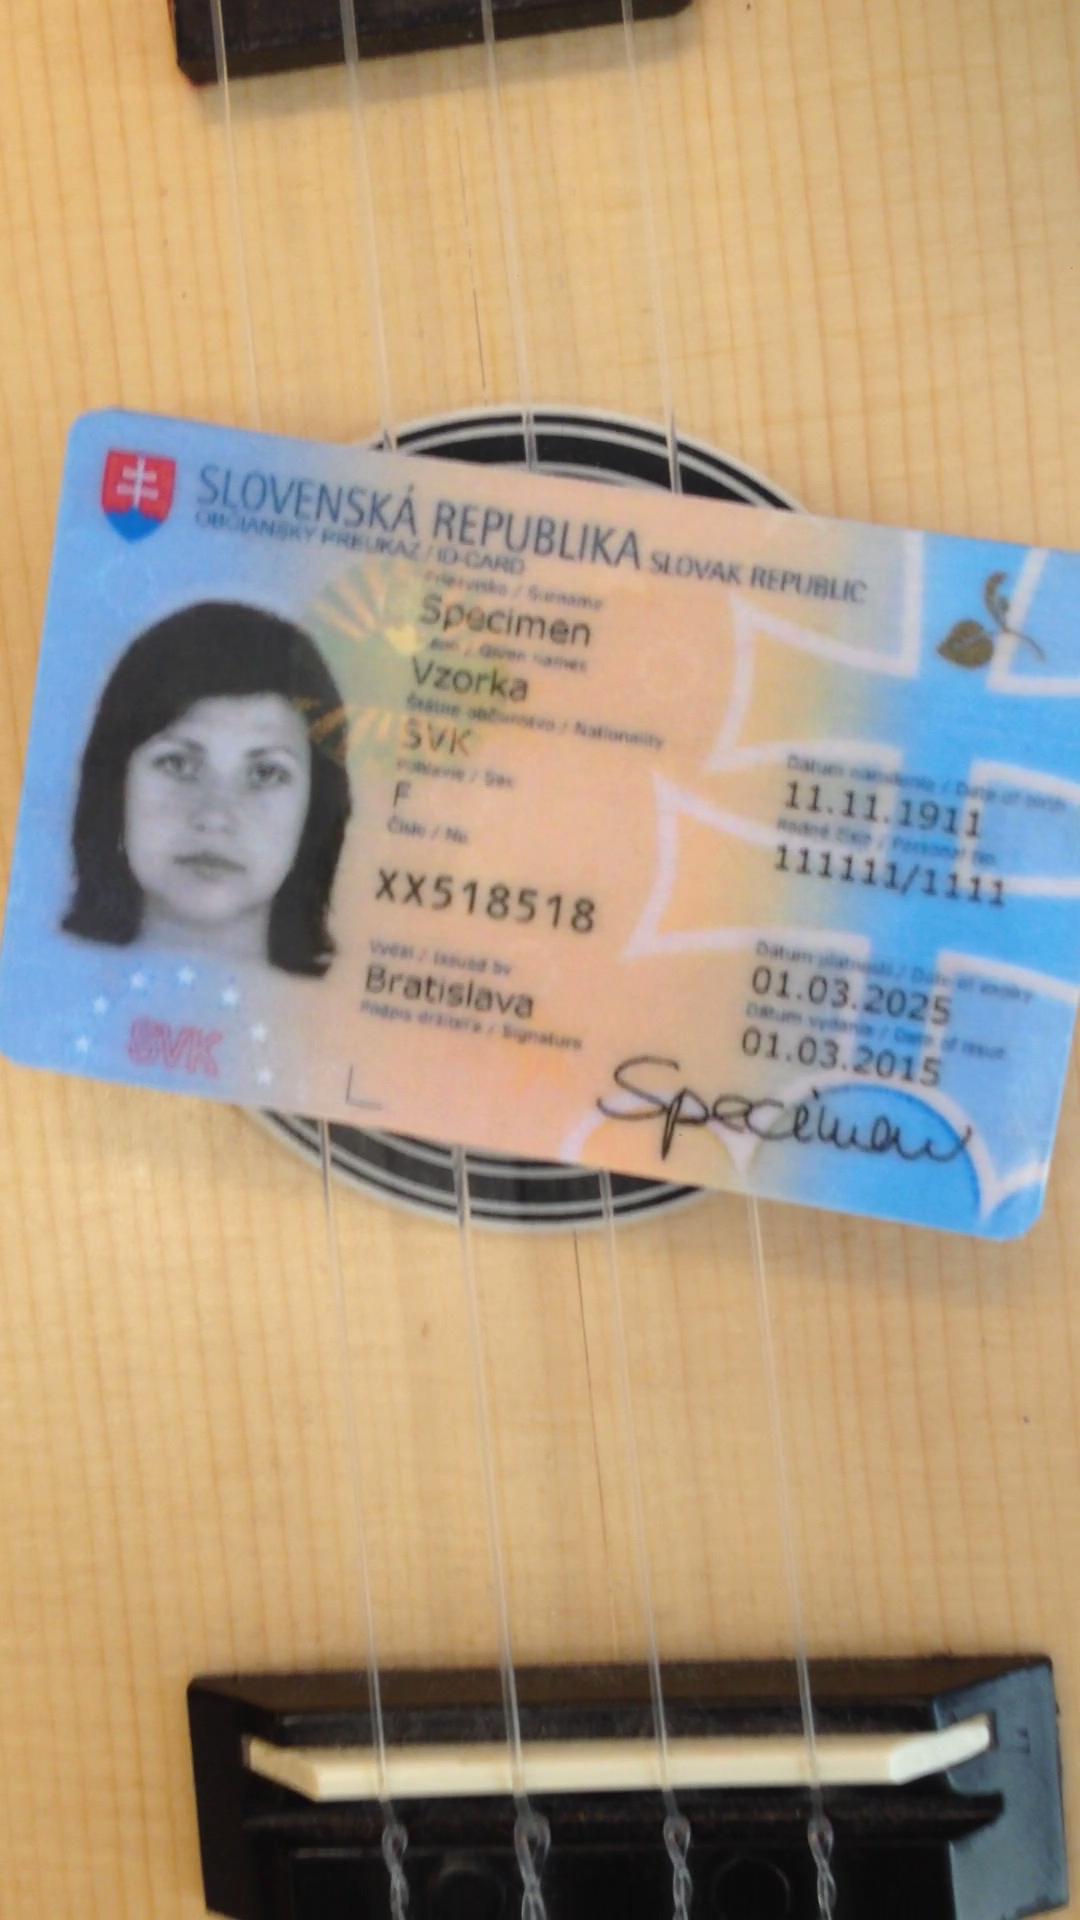 SLOVENSKÁ REPUBLIKA SLOVAK REPUBLIC
OBČIANSKY PREUKAZ / ID-CARD
Priezvisko / Surname
Specimen
/ Given names
Vzorka
Štátne občianstvo / Nationality
SVK
Pohlavie / Sex
F
Číslo / No.
XX518518
Vydal / Issued by
Bratislava
Podpis držiteľa / Signature
Dátum narodenia / Date of birth
11.11.1911
Rodné číslo / Personal no.
111111/1111
Dátum platnosti / Date of expiry
01.03.2025
Dátum vydania / Date of issue
01.03.2015
Specimen
SVK